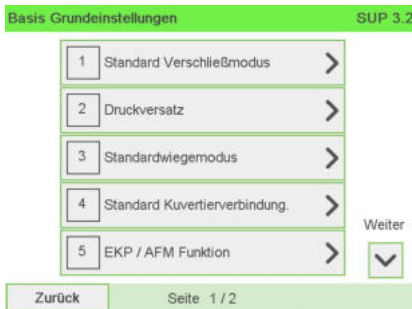 Basis Grundeinstellungen SUP 3.2
1 Standard Verschließmodus
2 Druckversatz
3 Standardwiegemodus
4 Standard Kuvertierverbindung.
5 EKP / AFM Funktion
Weiter
Zurück Seite 1 / 2